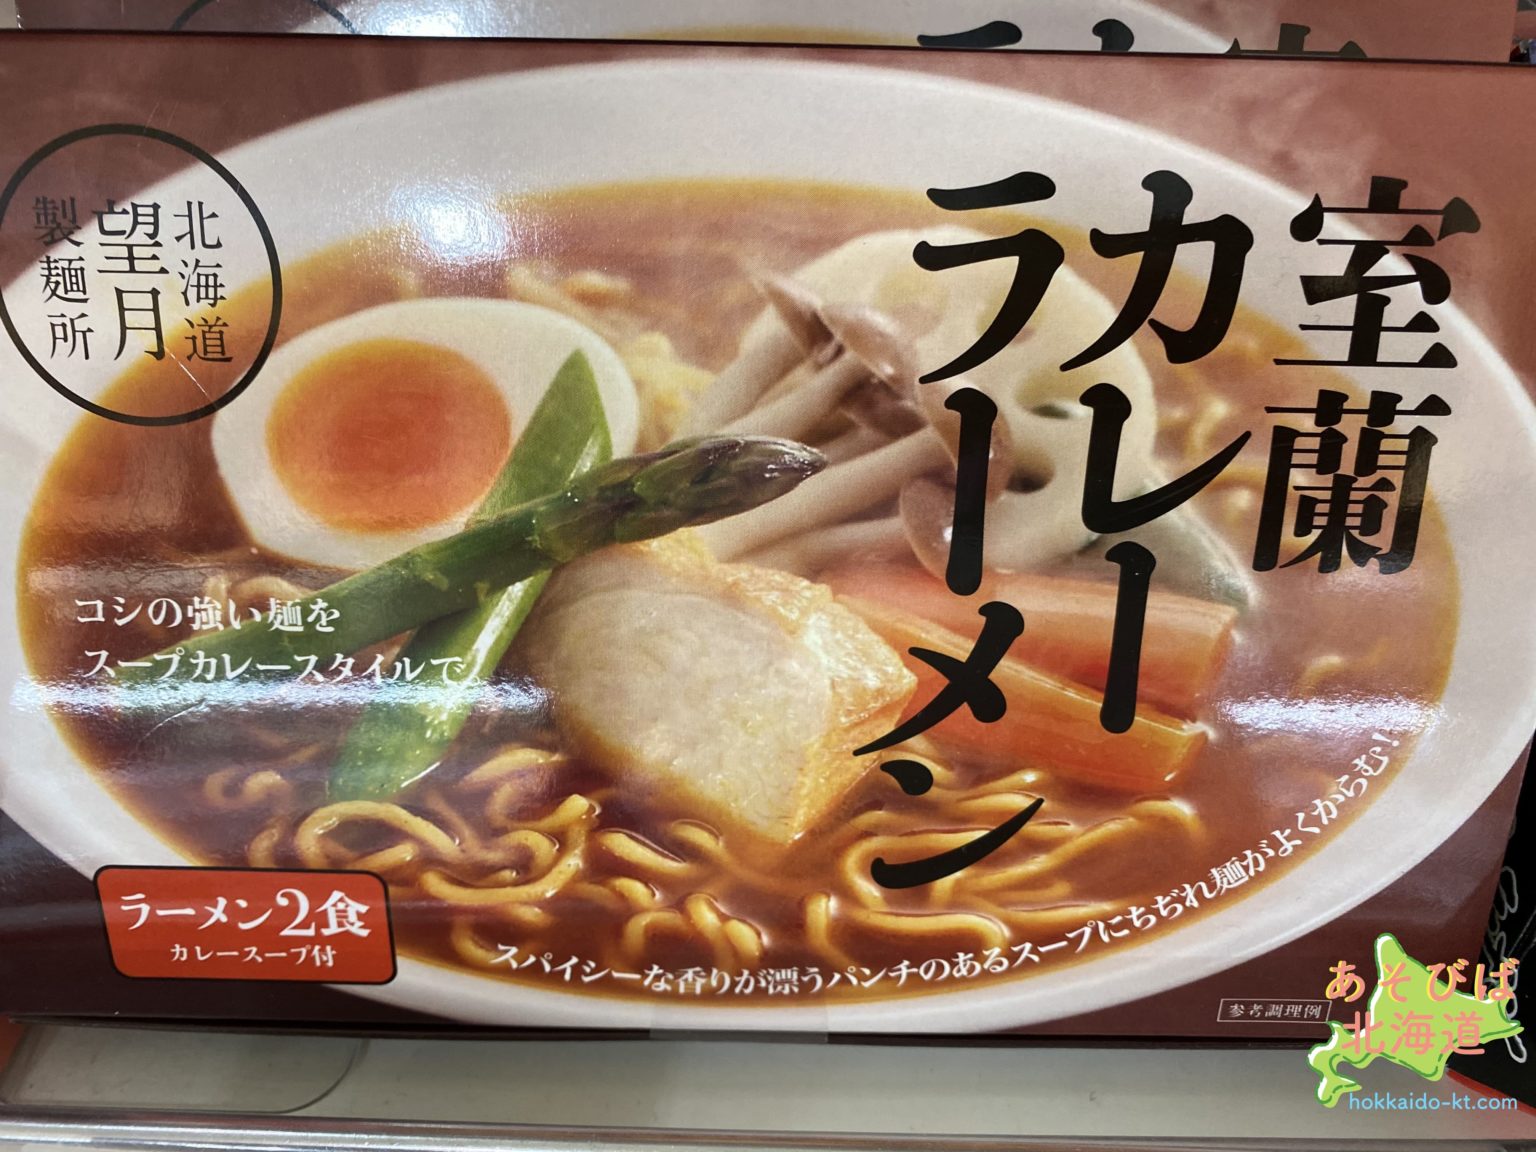 室蘭
カレー
ラーメン
北海道
望月
製麺所
コシの強い麺を
スープカレースタイルで。
ラーメン2食
カレースープ付
スパイシーな香りが漂うパンチのあるスープにちぢれ麺がよくからむ!
参考調理例
あそびば
北海道
hokkaido-kt.com